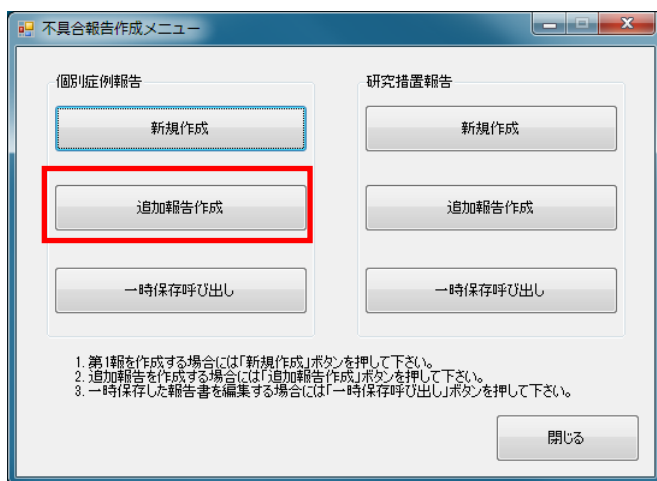 不具合報告作成メニュー
個別症例報告
新規作成
追加報告作成
一時保存呼び出し
研究措置報告
新規作成
追加報告作成
一時保存呼び出し
1. 第1報を作成する場合には「新規作成」ボタンを押して下さい。
2. 追加報告を作成する場合には「追加報告作成」ボタンを押して下さい。
3. 一時保存した報告書を編集する場合には「一時保存呼び出し」ボタンを押して下さい。
閉じる